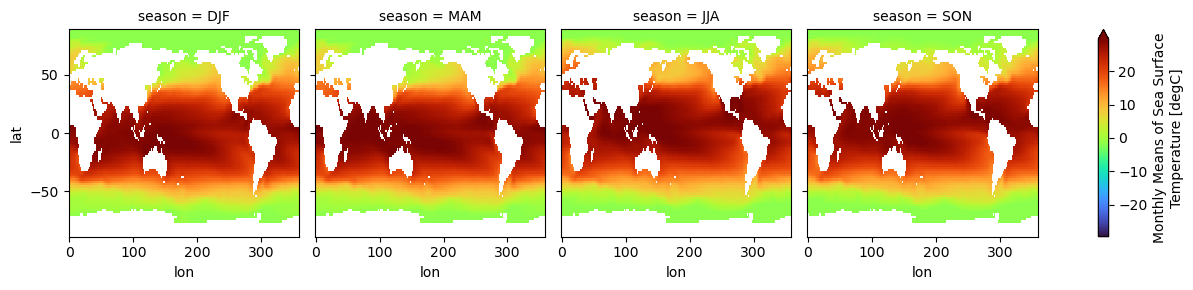 season = DJF
season = MAM
season = JJA
season = SON
lat
50
0
−50
0
100
200
300
0
100
200
300
0
100
200
300
0
100
200
300
lon
lon
lon
lon
20
10
0
−10
−20
Monthly Means of Sea Surface
Temperature [degC]